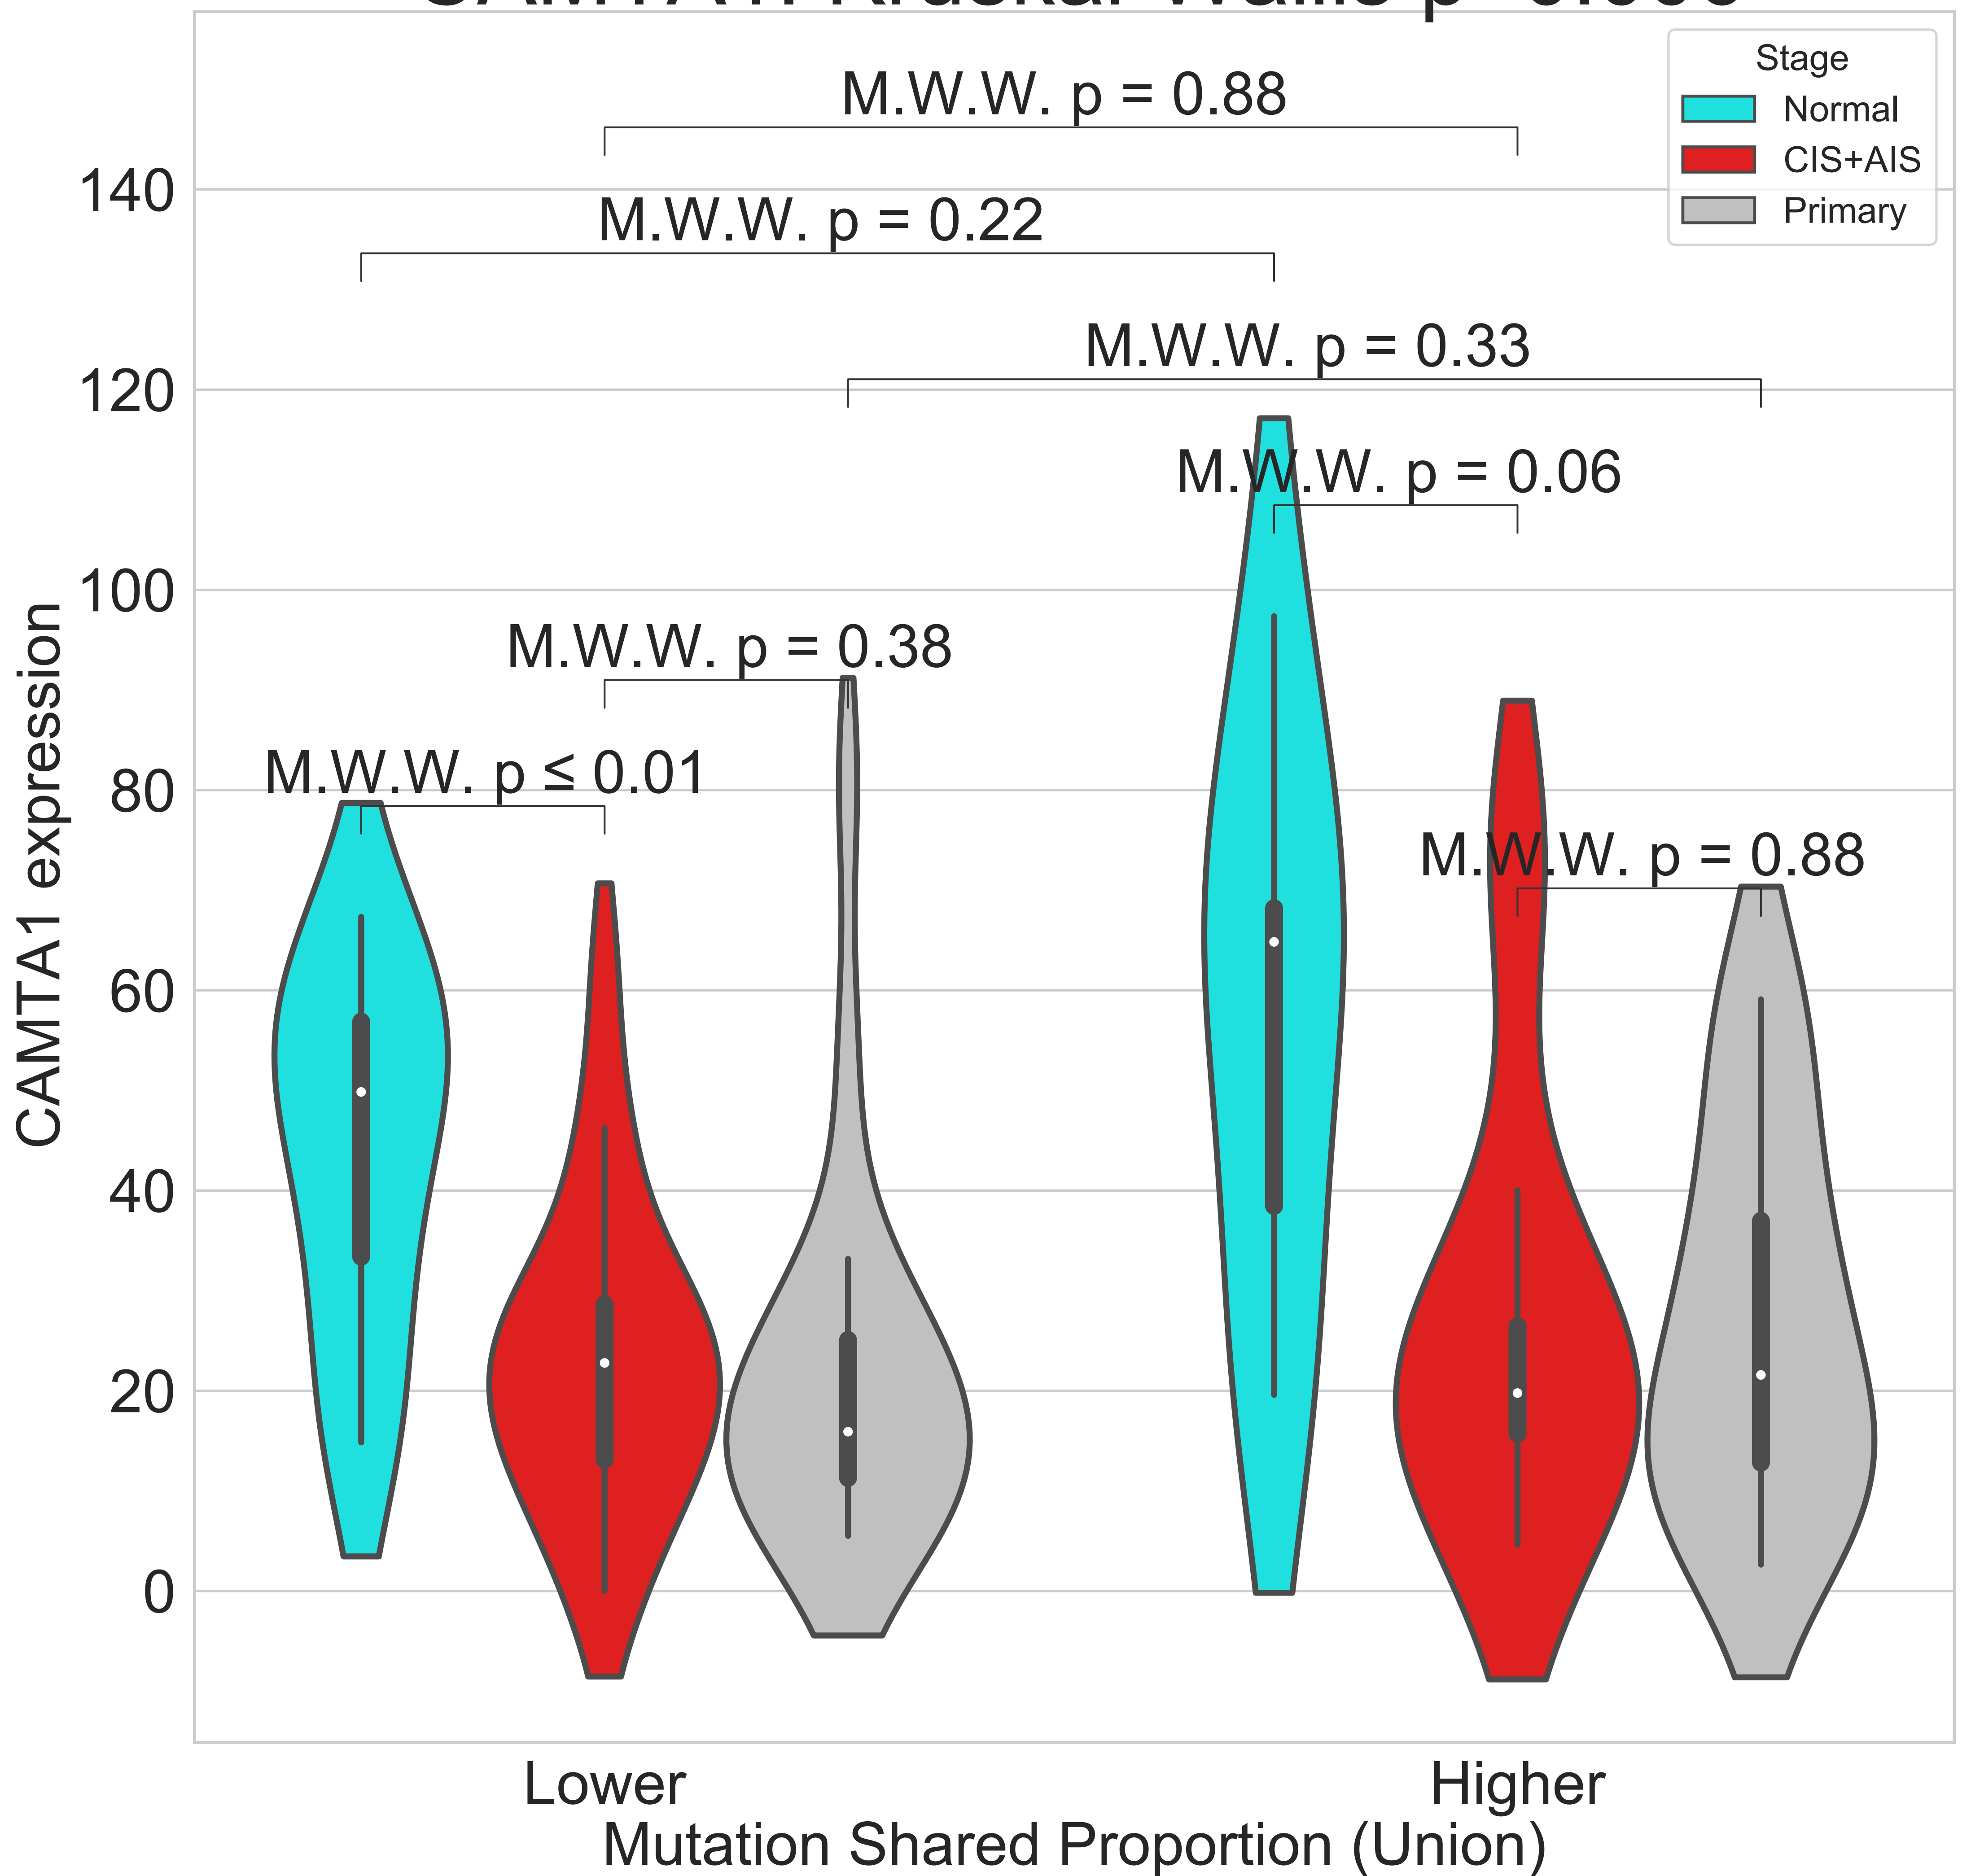 Stage
Normal
CIS+AIS
Primary
M.W.W. p = 0.88
M.W.W. p = 0.22
M.W.W. p = 0.33
M.W.W. p = 0.06
M.W.W. p = 0.38
M.W.W. p ≤ 0.01
M.W.W. p = 0.88
140
120
100
80
60
40
20
0
CAMTA1 expression
Lower
Higher
Mutation Shared Proportion (Union)